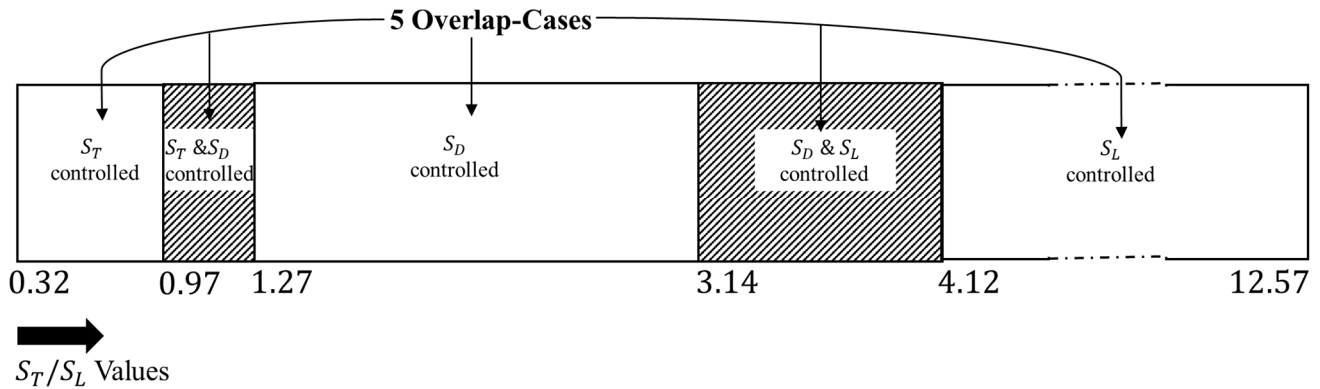 5 Overlap-Cases
S_T
controlled
S_T &S_D
controlled
S_D
controlled
S_D & S_L
controlled
S_L
controlled
0.32 0.97 1.27 3.14 4.12 12.57
S_T/S_L Values